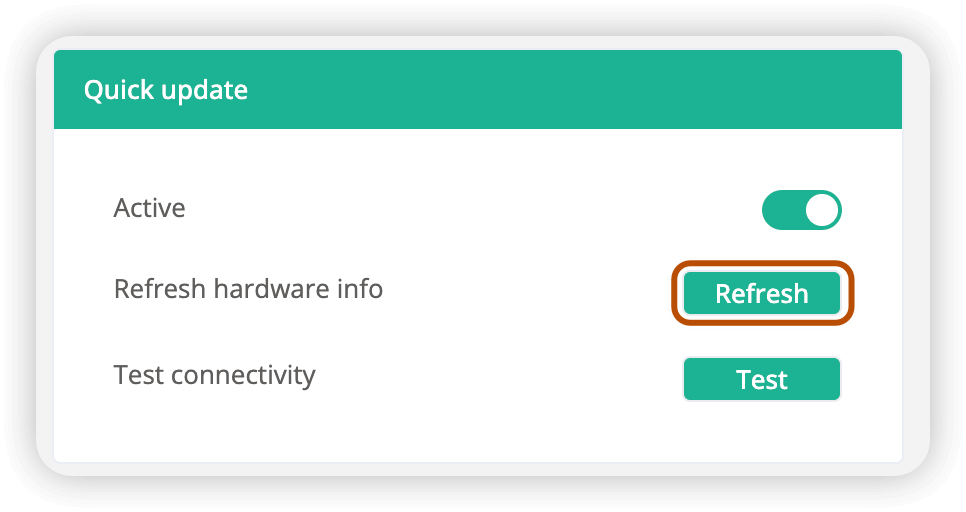 Quick update
Active
Refresh hardware info Refresh
Test connectivity Test